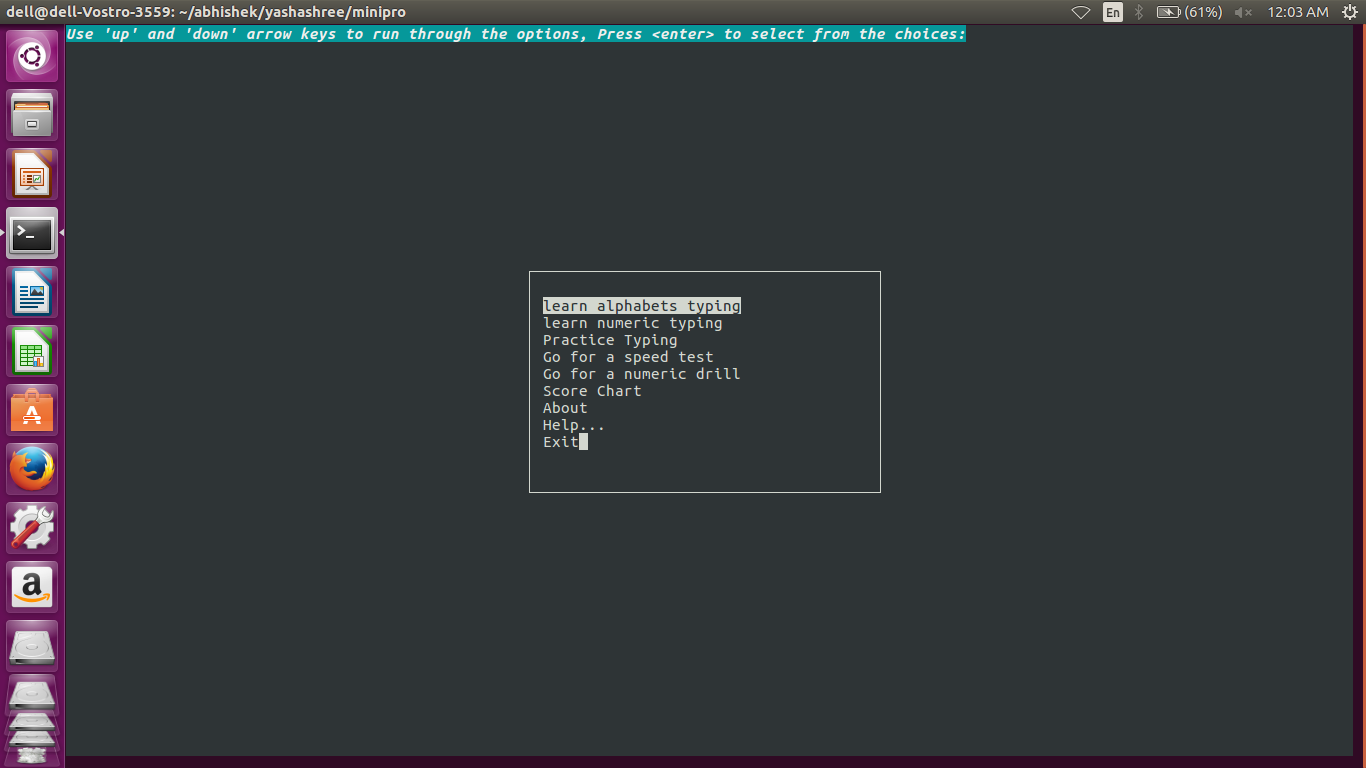 dell@dell-Vostro-3559: ~/abhishek/yashashree/minipro
En
(61%)
12:03 AM
Use 'up' and 'down' arrow keys to run through the options, Press <enter> to select from the choices:
learn alphabets typing
learn numeric typing
Practice Typing
Go for a speed test
Go for a numeric drill
Score Chart
About
Help...
Exit